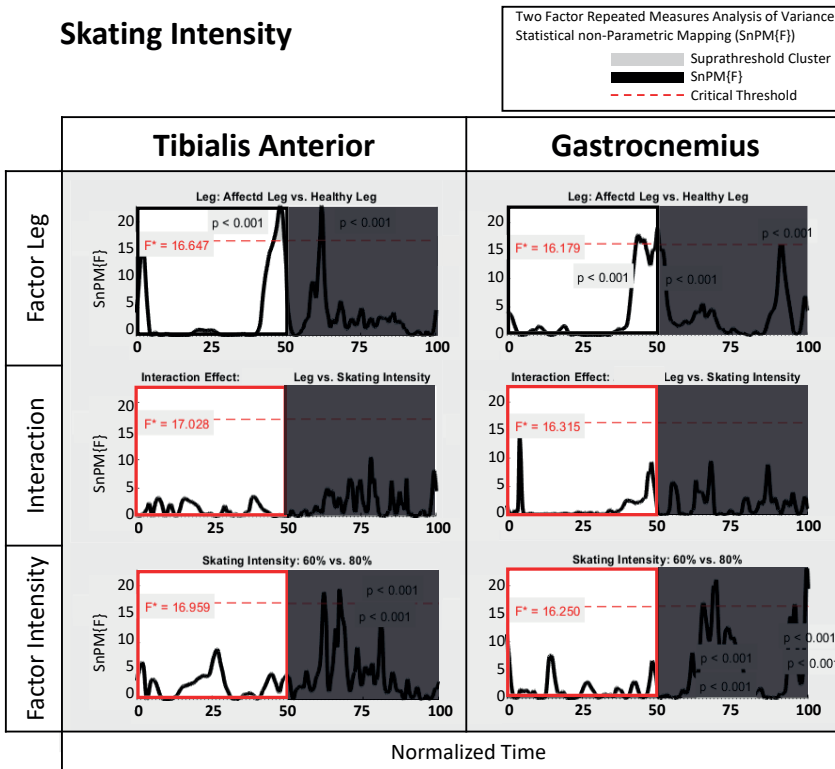 Skating Intensity
Two Factor Repeated Measures Analysis of Variance
Statistical non-Parametric Mapping (SnPM{F})
Suprathreshold Cluster
SnPM{F}
Critical Threshold
Tibialis Anterior
Gastrocnemius
Factor Leg
Leg: Affectd Leg vs. Healthy Leg
SnPM{F}
20
15
10
5
0
F* = 16.647
p < 0.001
p < 0.001
0 25 50 75 100
Leg: Affectd Leg vs. Healthy Leg
20
15
10
5
0
F* = 16.179
p < 0.001
p < 0.001
p < 0.001
0 25 50 75 100
Interaction
Interaction Effect: Leg vs. Skating Intensity
SnPM{F}
20
15
10
5
0
F* = 17.028
0 25 50 75 100
Interaction Effect: Leg vs. Skating Intensity
20
15
10
5
0
F* = 16.315
0 25 50 75 100
Factor Intensity
Skating Intensity: 60% vs. 80%
SnPM{F}
20
15
10
5
0
F* = 16.959
p < 0.001
p < 0.001
0 25 50 75 100
Skating Intensity: 60% vs. 80%
20
15
10
5
0
F* = 16.250
p < 0.001
p < 0.001
p < 0.001
p < 0.001
0 25 50 75 100
Normalized Time